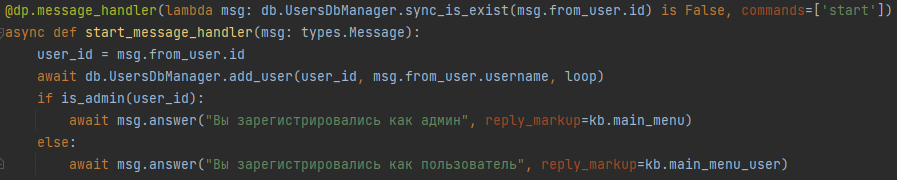 @dp.message_handler(lambda msg: db.UsersDbManager.sync_is_exist(msg.from_user.id) is False, commands=['start'])
async def start_message_handler(msg: types.Message):
    user_id = msg.from_user.id
    await db.UsersDbManager.add_user(user_id, msg.from_user.username, loop)
    if is_admin(user_id):
        await msg.answer("Вы зарегистрировались как админ", reply_markup=kb.main_menu)
    else:
        await msg.answer("Вы зарегистрировались как пользователь", reply_markup=kb.main_menu_user)